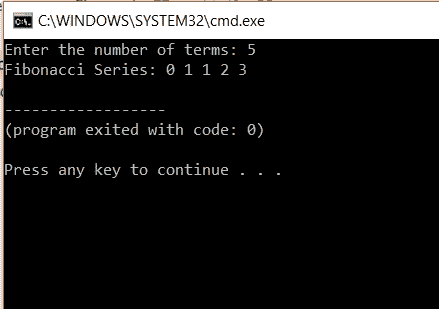 C:\WINDOWS\SYSTEM32\cmd.exe
Enter the number of terms: 5
Fibonacci Series: 0 1 1 2 3
------------------
(program exited with code: 0)
Press any key to continue . . .